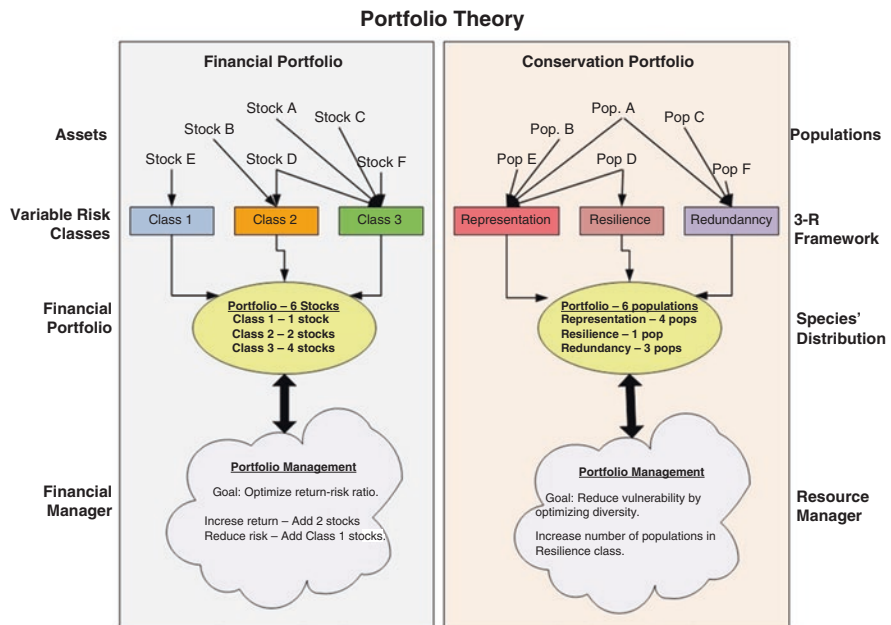 Portfolio Theory
Financial Portfolio
Assets
Stock A
Stock C
Stock B
Stock E
Stock D
Stock F
Variable Risk
Classes
Class 1
Class 2
Class 3
Financial
Portfolio
Portfolio – 6 Stocks
Class 1 – 1 stock
Class 2 – 2 stocks
Class 3 – 4 stocks
Financial
Manager
Portfolio Management
Goal: Optimize return-risk ratio.
Increse return – Add 2 stocks
Reduce risk – Add Class 1 stocks.
Conservation Portfolio
Populations
Pop. A
Pop C
Pop. B
Pop E
Pop D
Pop F
Representation
Resilience
Redundanncy
3-R
Framework
Portfolio – 6 populations
Representation – 4 pops
Resilience – 1 pop
Redundancy – 3 pops
Species'
Distribution
Portfolio Management
Goal: Reduce vulnerability by
optimizing diversity.
Increase number of populations in
Resilience class.
Resource
Manager